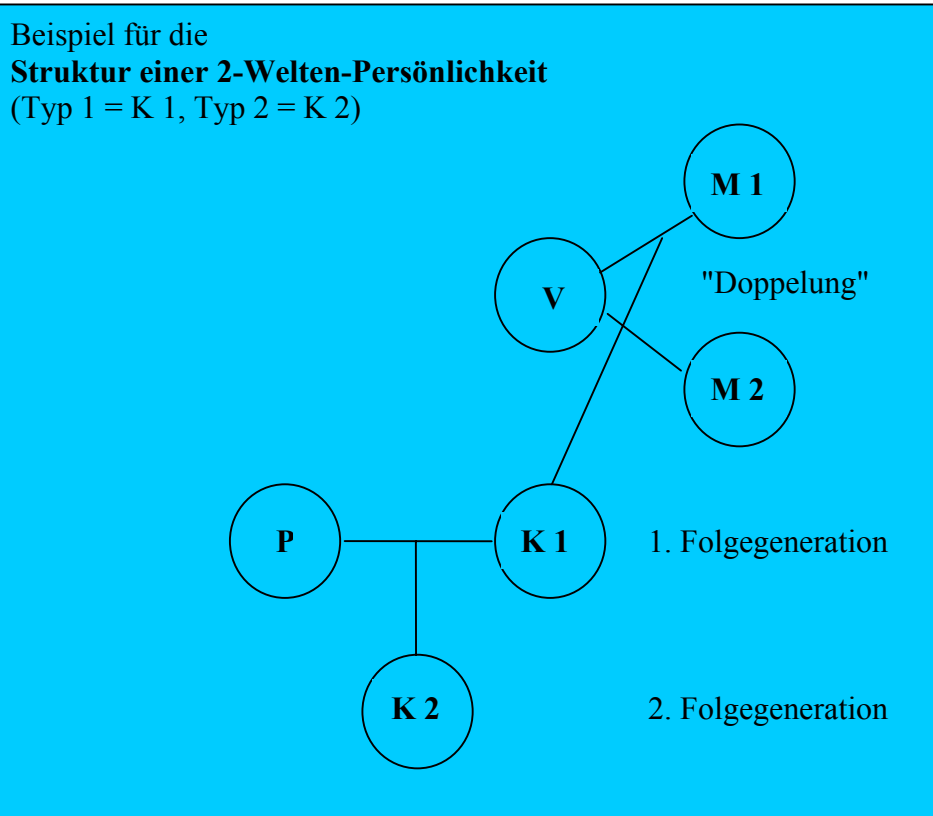 Beispiel für die
Struktur einer 2-Welten-Persönlichkeit
(Typ 1 = K 1, Typ 2 = K 2)
M 1
V
"Doppelung"
M 2
P
K 1
1. Folgegeneration
K 2
2. Folgegeneration